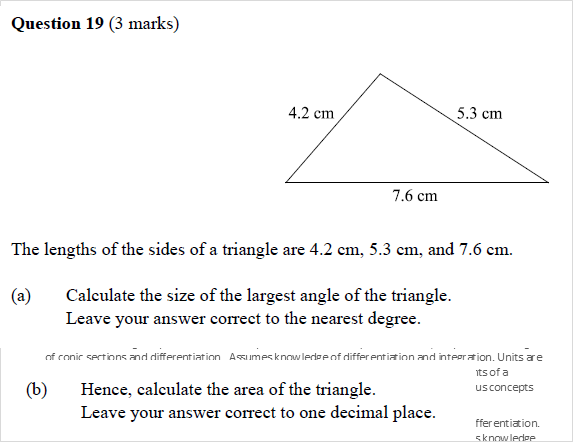 Question 19 (3 marks)
4.2 cm
5.3 cm
7.6 cm
The lengths of the sides of a triangle are 4.2 cm, 5.3 cm, and 7.6 cm.
(a) Calculate the size of the largest angle of the triangle.
Leave your answer correct to the nearest degree.
of conic sections and differentiation. Assumes knowledge of differentiation and integration. Units are
nts of a
(b) Hence, calculate the area of the triangle.
us concepts
Leave your answer correct to one decimal place.
fferentiation.
s knowledge